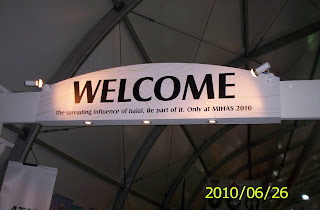 WELCOME
The spreading influence of halal. Be part of it. Only at MIHAS 2010
2010/06/26